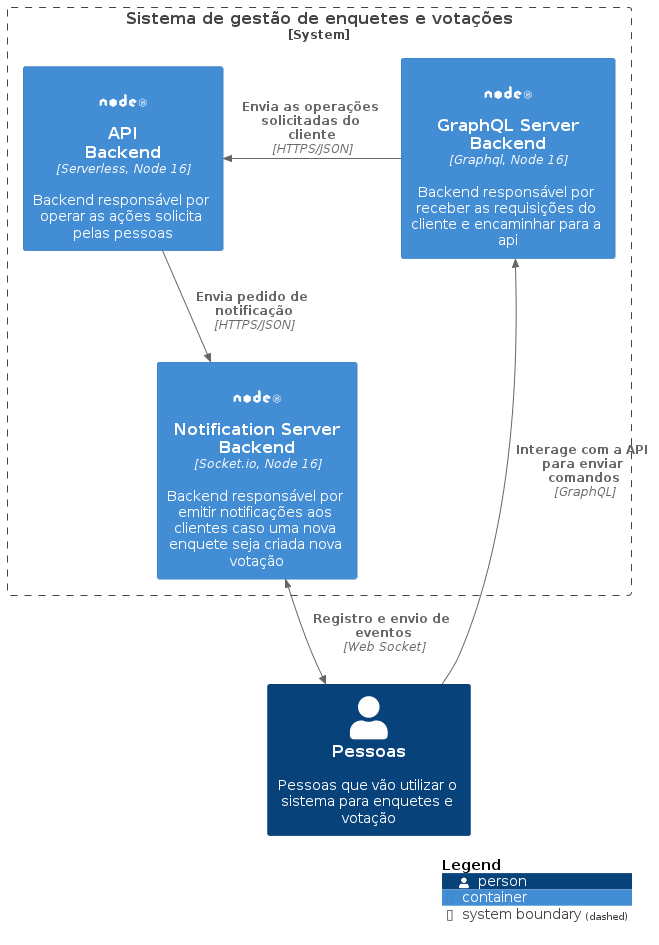 Sistema de gestão de enquetes e votações
[System]
node
API
Backend
[Serverless, Node 16]
Backend responsável por
operar as ações solicita
pelas pessoas
Envia as operações
solicitadas do
cliente
[HTTPS/JSON]
node
GraphQL Server
Backend
[Graphql, Node 16]
Backend responsável por
receber as requisições do
cliente e encaminhar para a
api
Envia pedido de
notificação
[HTTPS/JSON]
node
Notification Server
Backend
[Socket.io, Node 16]
Backend responsável por
emitir notificações aos
clientes caso uma nova
enquete seja criada nova
votação
Interage com a API
para enviar
comandos
[GraphQL]
Registro e envio de
eventos
[Web Socket]
Pessoas
Pessoas que vão utilizar o
sistema para enquetes e
votação
Legend
person
container
system boundary (dashed)